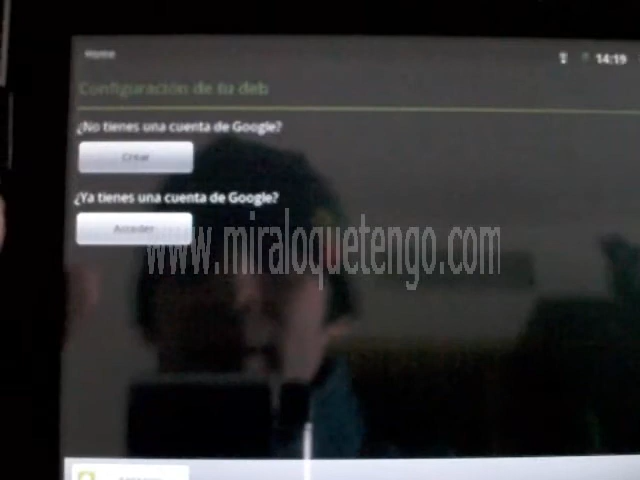 Home
14:19
Configuración de tu deb
¿No tienes una cuenta de Google?
Crear
¿Ya tienes una cuenta de Google?
Acceder
www.miraloquetengo.com